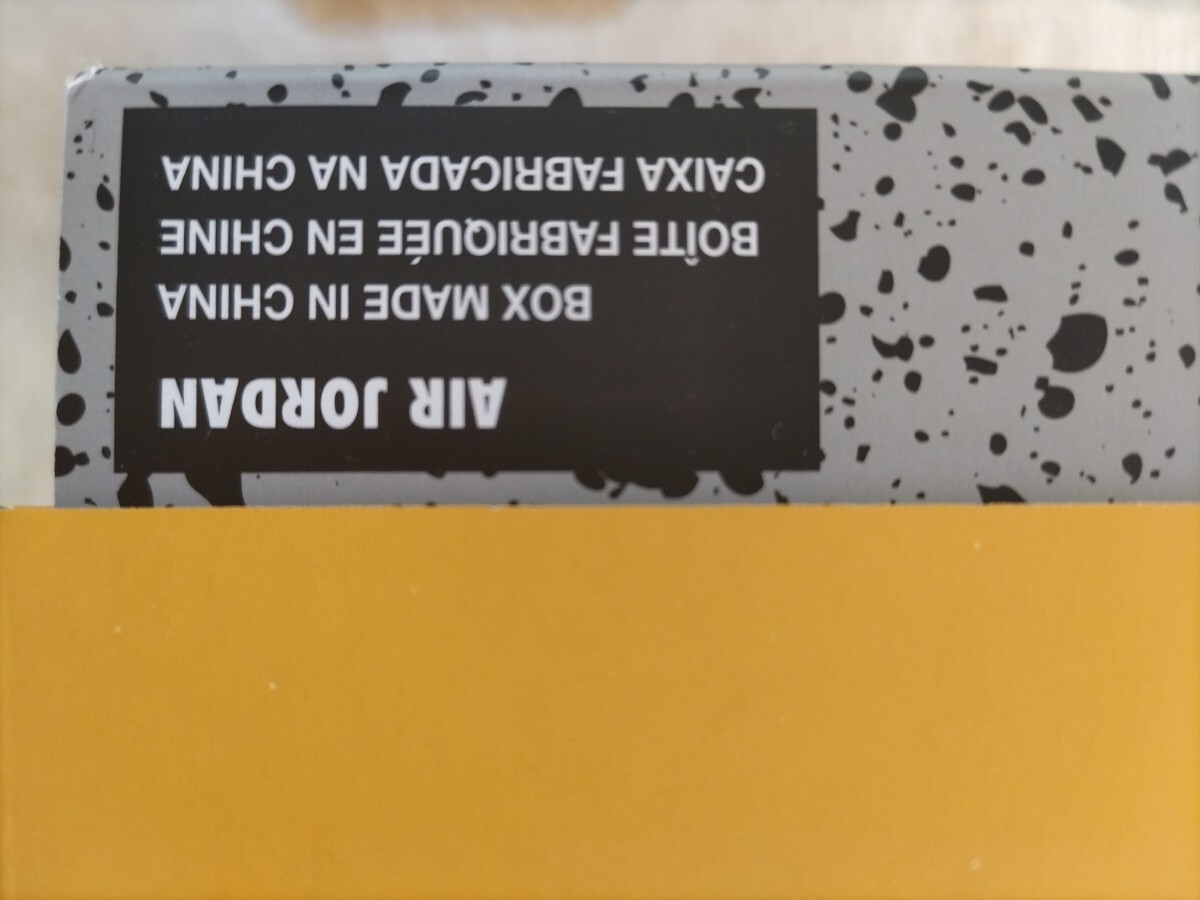 AIR JORDAN
BOX MADE IN CHINA
BOÎTE FABRIQUÉE EN CHINE
CAIXA FABRICADA NA CHINA